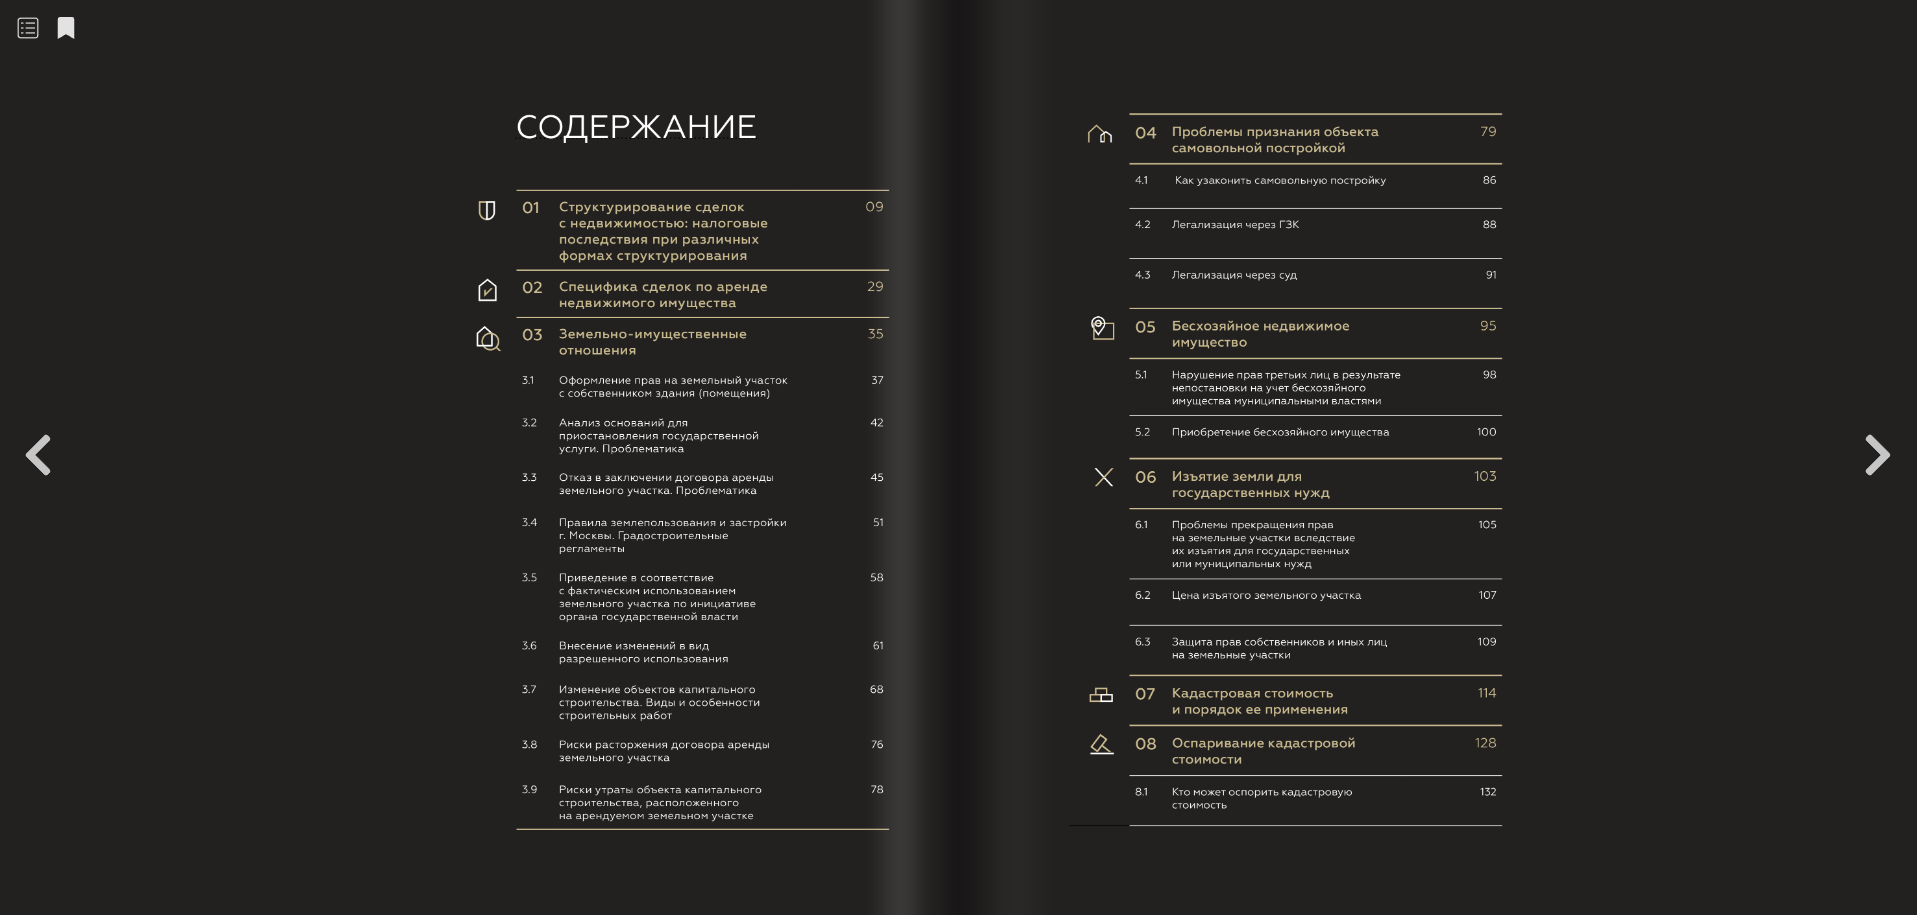 СОДЕРЖАНИЕ
01 Структурирование сделок 09
с недвижимостью: налоговые
последствия при различных
формах структурирования
02 Специфика сделок по аренде 29
недвижимого имущества
03 Земельно-имущественные 35
отношения
3.1 Оформление прав на земельный участок 37
с собственником здания (помещения)
3.2 Анализ оснований для 42
приостановления государственной
услуги. Проблематика
3.3 Отказ в заключении договора аренды 45
земельного участка. Проблематика
3.4 Правила землепользования и застройки 51
г. Москвы. Градостроительные
регламенты
3.5 Приведение в соответствие 58
с фактическим использованием
земельного участка по инициативе
органа государственной власти
3.6 Внесение изменений в вид 61
разрешенного использования
3.7 Изменение объектов капитального 68
строительства. Виды и особенности
строительных работ
3.8 Риски расторжения договора аренды 76
земельного участка
3.9 Риски утраты объекта капитального 78
строительства, расположенного
на арендуемом земельном участке
04 Проблемы признания объекта 79
самовольной постройкой
4.1 Как узаконить самовольную постройку 86
4.2 Легализация через ГЗК 88
4.3 Легализация через суд 91
05 Бесхозяйное недвижимое 95
имущество
5.1 Нарушение прав третьих лиц в результате 98
непостановки на учет бесхозяйного
имущества муниципальными властями
5.2 Приобретение бесхозяйного имущества 100
06 Изъятие земли для 103
государственных нужд
6.1 Проблемы прекращения прав 105
на земельные участки вследствие
их изъятия для государственных
или муниципальных нужд
6.2 Цена изъятого земельного участка 107
6.3 Защита прав собственников и иных лиц 109
на земельные участки
07 Кадастровая стоимость 114
и порядок ее применения
08 Оспаривание кадастровой 128
стоимости
8.1 Кто может оспорить кадастровую 132
стоимость